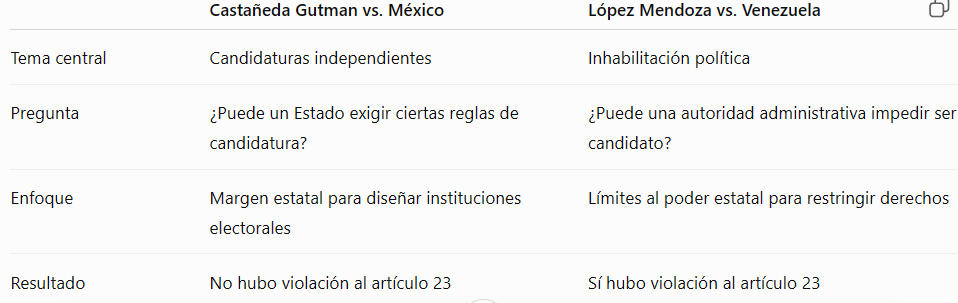 Castañeda Gutman vs. México López Mendoza vs. Venezuela
Tema central Candidaturas independientes Inhabilitación política
Pregunta ¿Puede un Estado exigir ciertas reglas de ¿Puede una autoridad administrativa impedir ser
candidatura? candidato?
Enfoque Margen estatal para diseñar instituciones Límites al poder estatal para restringir derechos
electorales
Resultado No hubo violación al artículo 23 Sí hubo violación al artículo 23